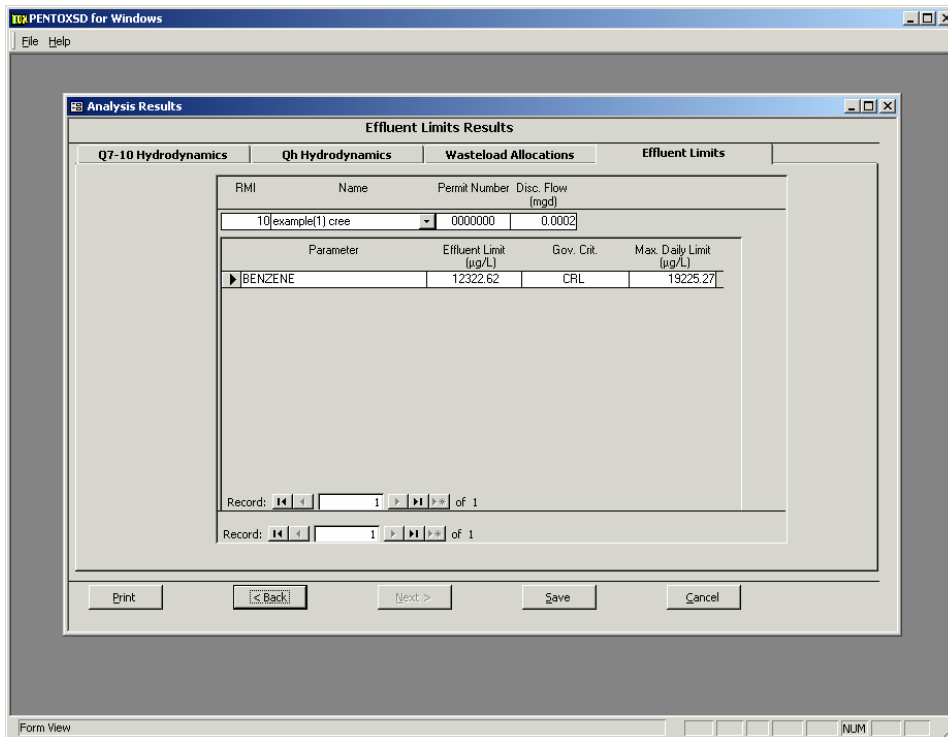 TOX PENTOXSD for Windows
File Help
Analysis Results
Effluent Limits Results
Q7-10 Hydrodynamics Qh Hydrodynamics Wasteload Allocations Effluent Limits
RMI Name Permit Number Disc. Flow
(mgd)
10 example(1) cree 0000000 0.0002
Parameter Effluent Limit Gov. Crit. Max. Daily Limit
(µg/L) (µg/L)
BENZENE 12322.62 CRL 19225.27
Record: 1 of 1
Record: 1 of 1
Print < Back Next > Save Cancel
Form View NUM